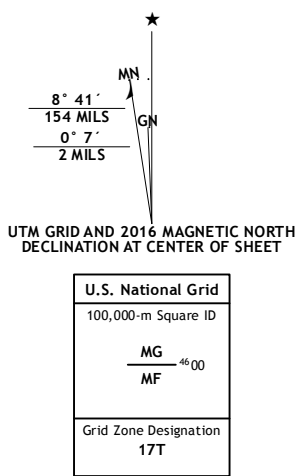 ★
MN
8° 41´
154 MILS
GN
0° 7´
2 MILS
UTM GRID AND 2016 MAGNETIC NORTH
DECLINATION AT CENTER OF SHEET
U.S. National Grid
100,000-m Square ID
MG
⁴⁶00
MF
Grid Zone Designation
17T